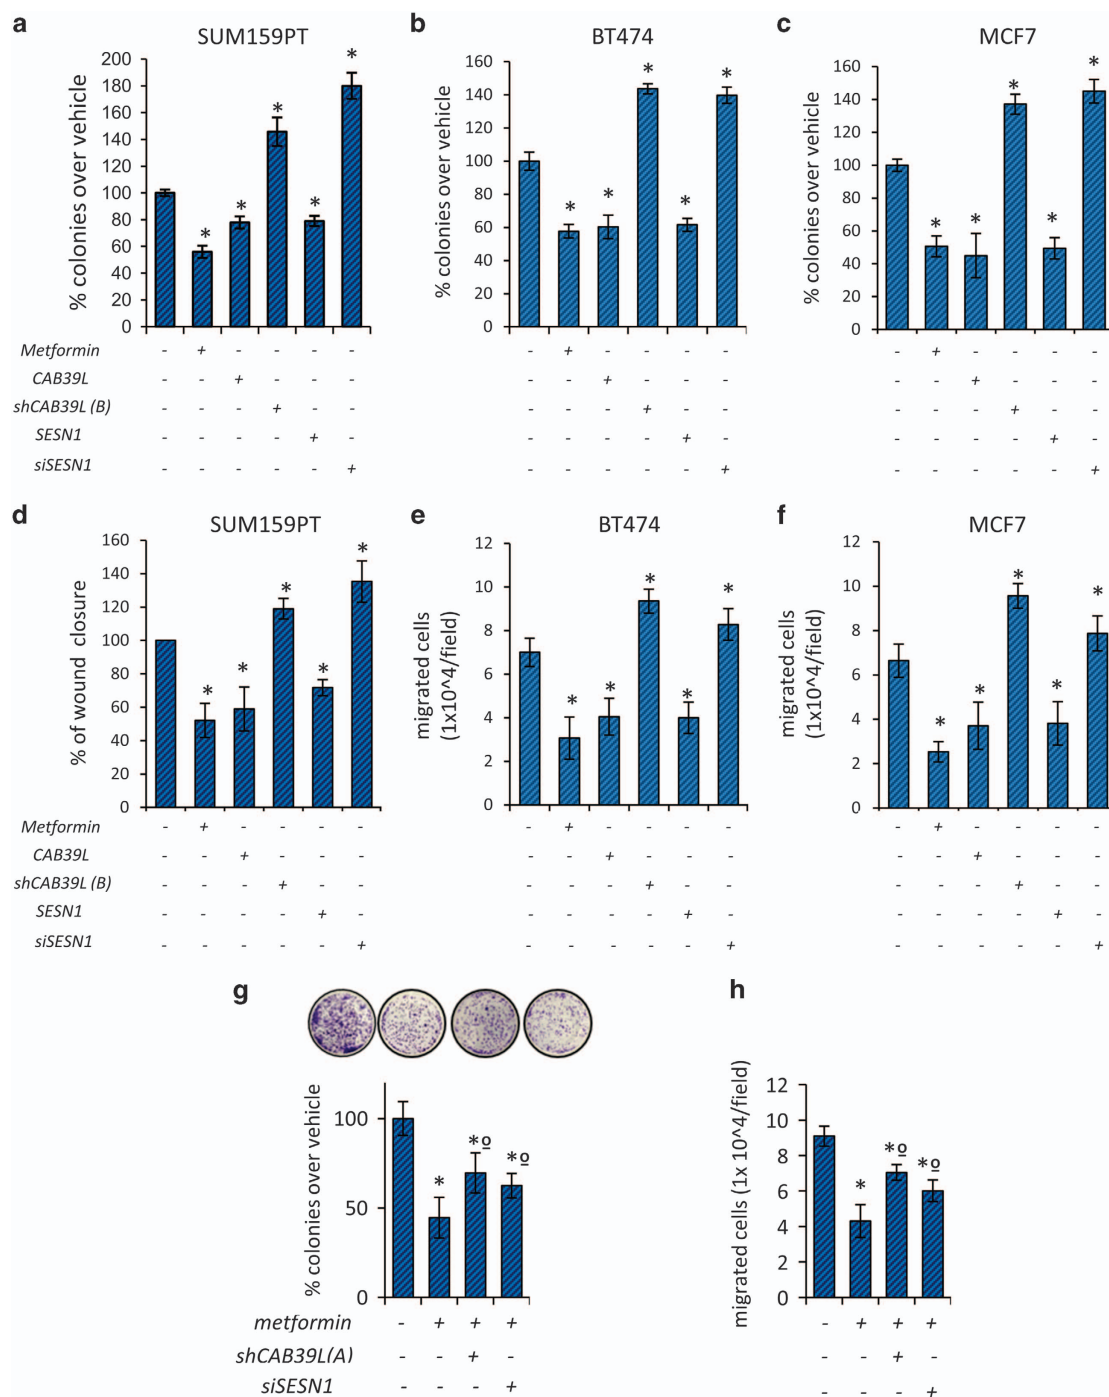 a
SUM159PT
*
*
*
*
*
% colonies over vehicle
200
180
160
140
120
100
80
60
40
20
0
b
BT474
*
*
*
*
*
% colonies over vehicle
160
140
120
100
80
60
40
20
0
c
MCF7
*
*
*
*
*
% colonies over vehicle
160
140
120
100
80
60
40
20
0
Metformin - + - - - - - + - - - - - + - - - -
CAB39L - - + - - - - - + - - - - - + - - -
shCAB39L (B) - - - + - - - - - + - - - - - + - -
SESN1 - - - - + - - - - - + - - - - - + -
siSESN1 - - - - - + - - - - - + - - - - - +
d
SUM159PT
*
*
*
*
*
% of wound closure
160
140
120
100
80
60
40
20
0
e
BT474
*
*
*
*
*
migrated cells
(1x10^4/field)
12
10
8
6
4
2
0
f
MCF7
*
*
*
*
*
migrated cells
(1x10^4/field)
12
10
8
6
4
2
0
Metformin - + - - - - - + - - - - - + - - - -
CAB39L - - + - - - - - + - - - - - + - - -
shCAB39L (B) - - - + - - - - - + - - - - - + - -
SESN1 - - - - + - - - - - + - - - - - + -
siSESN1 - - - - - + - - - - - + - - - - - +
g
% colonies over vehicle
100
50
0
*
*º
*º
metformin - + + +
shCAB39L(A) - - + -
siSESN1 - - - +
h
migrated cells (1x 10^4/field)
12
10
8
6
4
2
0
*
*º
*º
- + + +
- - + -
- - - +